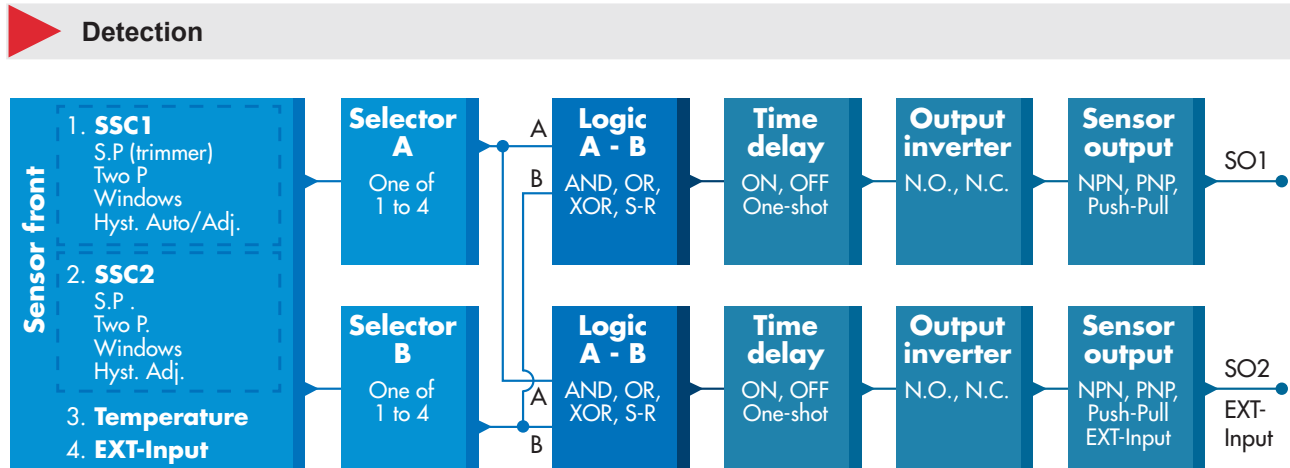 Detection
Sensor front
1. SSC1
S.P (trimmer)
Two P
Windows
Hyst. Auto/Adj.
2. SSC2
S.P .
Two P.
Windows
Hyst. Adj.
3. Temperature
4. EXT-Input
Selector
A
One of
1 to 4
A
B
Logic
A - B
AND, OR,
XOR, S-R
Time
delay
ON, OFF
One-shot
Output
inverter
N.O., N.C.
Sensor
output
NPN, PNP,
Push-Pull
SO1
Selector
B
One of
1 to 4
A
B
Logic
A - B
AND, OR,
XOR, S-R
Time
delay
ON, OFF
One-shot
Output
inverter
N.O., N.C.
Sensor
output
NPN, PNP,
Push-Pull
EXT-Input
SO2
EXT-
Input